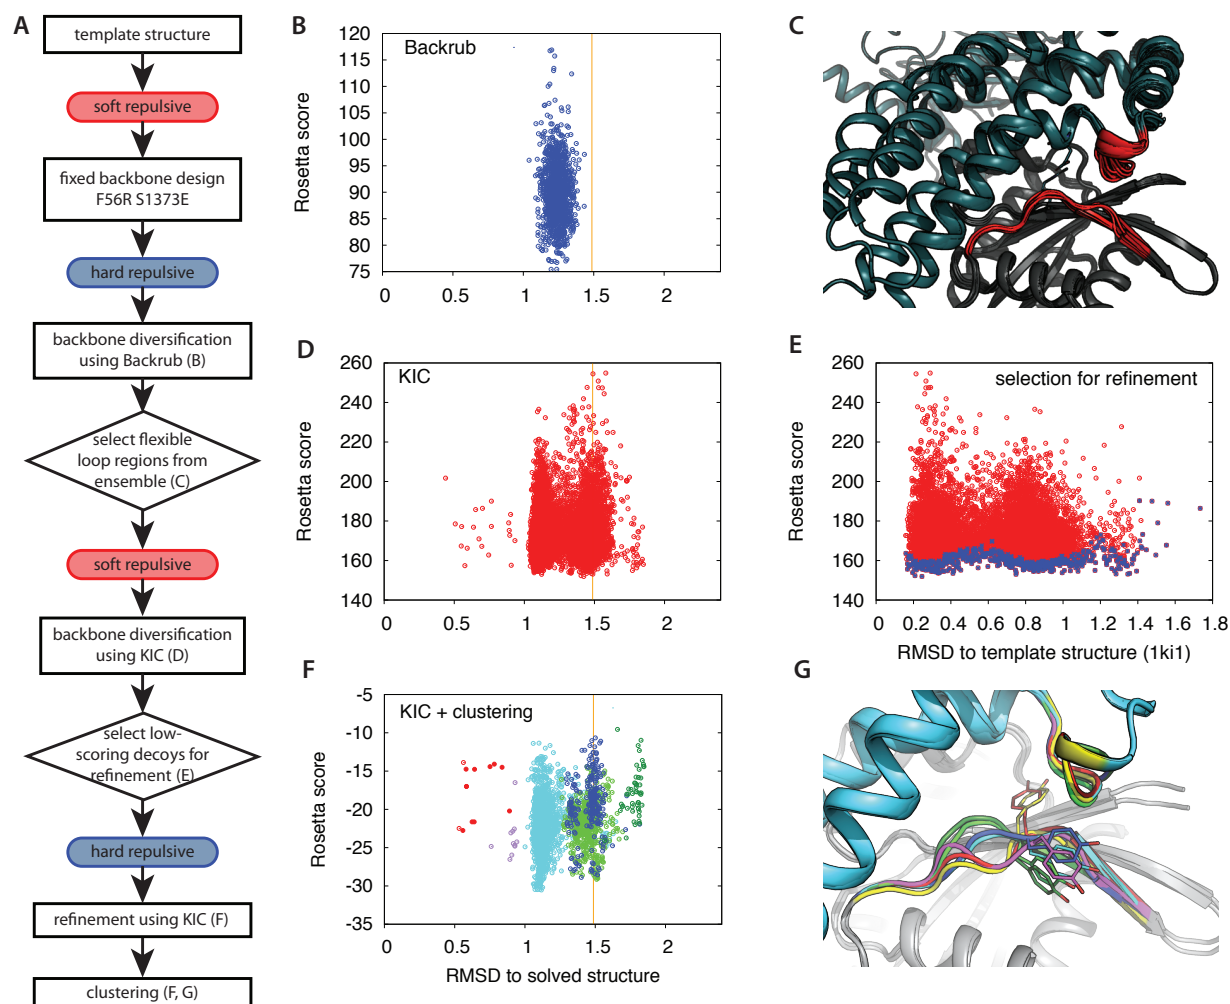 A
template structure
soft repulsive
fixed backbone design
F56R S1373E
hard repulsive
backbone diversification
using Backrub (B)
select flexible
loop regions from
ensemble (C)
soft repulsive
backbone diversification
using KIC (D)
select low-
scoring decoys for
refinement (E)
hard repulsive
refinement using KIC (F)
clustering (F, G)
B
Backrub
Rosetta score
120
115
110
105
100
95
90
85
80
75
0
0.5
1
1.5
2
C
D
KIC
Rosetta score
260
240
220
200
180
160
140
0
0.5
1
1.5
2
E
selection for refinement
Rosetta score
260
240
220
200
180
160
140
0
0.2
0.4
0.6
0.8
1
1.2
1.4
1.6
1.8
RMSD to template structure (1ki1)
F
KIC + clustering
Rosetta score
-5
-10
-15
-20
-25
-30
-35
0
0.5
1
1.5
2
RMSD to solved structure
G